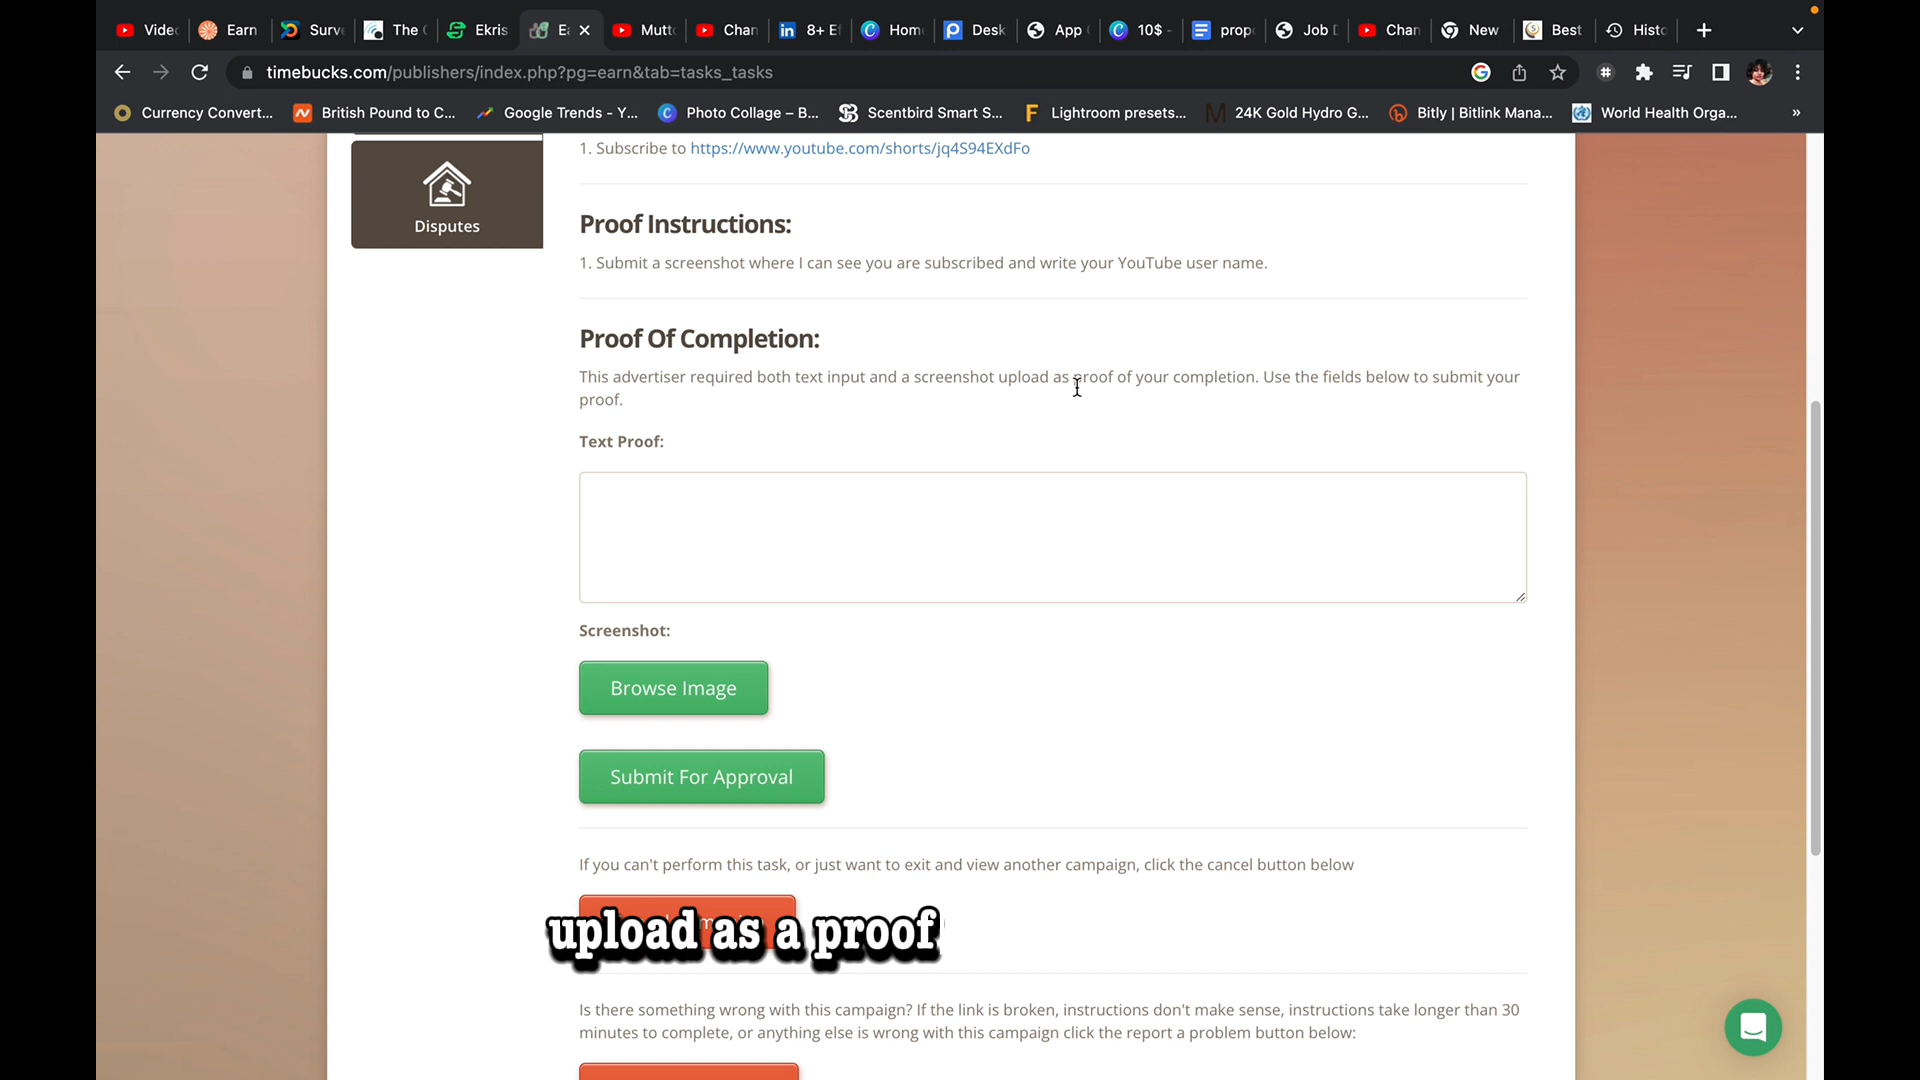 Vide
Earn
Surv
The
Ekris
Ea
Mutt
Chan
8+ E
Hom
Desk
App
10$ -
prop
Job D
Chan
New
Best
Histo
timebucks.com/publishers/index.php?pg=earn&tab=tasks_tasks
Currency Convert...
British Pound to C...
Google Trends - Y...
Photo Collage – B...
Scentbird Smart S...
Lightroom presets...
24K Gold Hydro G...
Bitly | Bitlink Mana...
World Health Orga...
»
Disputes
1. Subscribe to https://www.youtube.com/shorts/jq4S94EXdFo
Proof Instructions:
1. Submit a screenshot where I can see you are subscribed and write your YouTube user name.
Proof Of Completion:
This advertiser required both text input and a screenshot upload as proof of your completion. Use the fields below to submit your
proof.
Text Proof:
Screenshot:
Browse Image
Submit For Approval
If you can't perform this task, or just want to exit and view another campaign, click the cancel button below
upload as a proof
Is there something wrong with this campaign? If the link is broken, instructions don't make sense, instructions take longer than 30
minutes to complete, or anything else is wrong with this campaign click the report a problem button below: